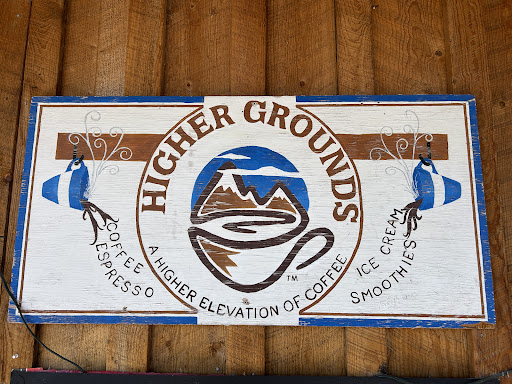 HIGHER GROUNDS
COFFEE
ESPRESSO
A HIGHER ELEVATION OF COFFEE
TM
ICE CREAM
SMOOTHIES